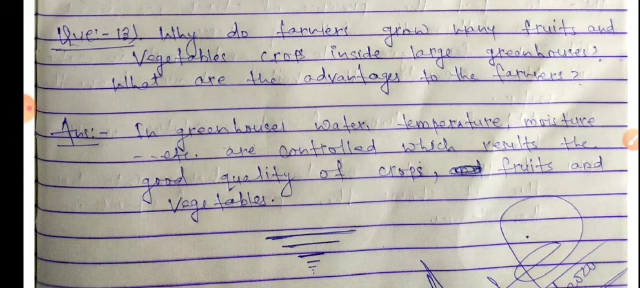 Que:- 13). Why do farmers grow many fruits and
Vegetables crops inside large greenhouses?
What are the advantages to the farmers?
Ans:- In greenhouses water, temperature, moisture
---etc. are controlled which results the
good quality of crops, fruits and
Vegetables.